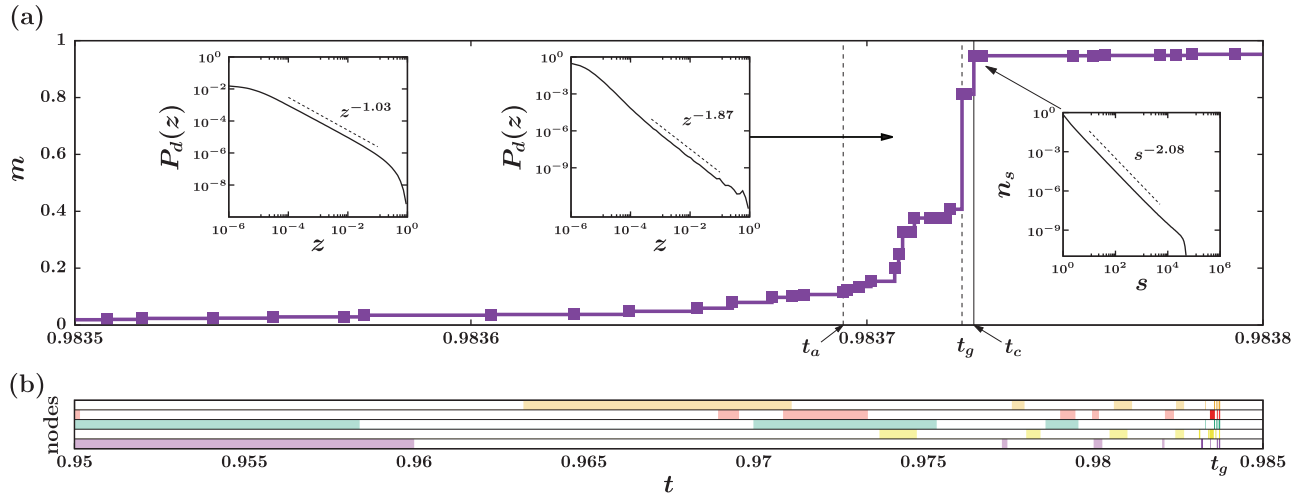 (a)
m
1
0.8
0.6
0.4
0.2
0
P_d(z)
10^0
10^−2
10^−4
10^−6
10^−8
z^−1.03
10^−6 10^−4 10^−2 10^0
z
P_d(z)
10^0
10^−3
10^−6
10^−9
z^−1.87
10^−6 10^−4 10^−2 10^0
z
n_s
10^0
10^−3
10^−6
10^−9
s^−2.08
10^0 10^2 10^4 10^6
s
0.9835 0.9836 t_a 0.9837 t_g t_c 0.9838
(b)
nodes
0.95 0.955 0.96 0.965 0.97 0.975 0.98 t_g 0.985
t